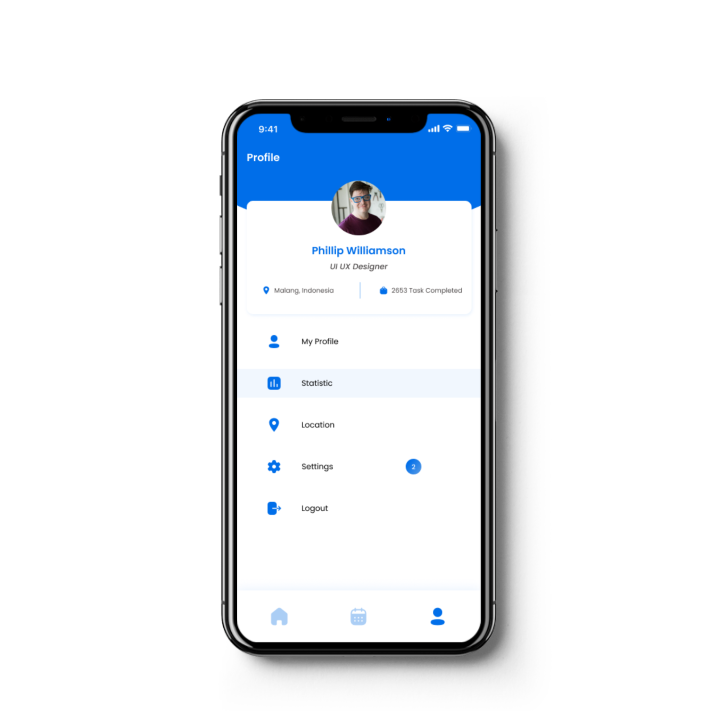 9:41
Profile
Phillip Williamson
UI UX Designer
Malang, Indonesia
2653 Task Completed
My Profile
Statistic
Location
Settings
2
Logout